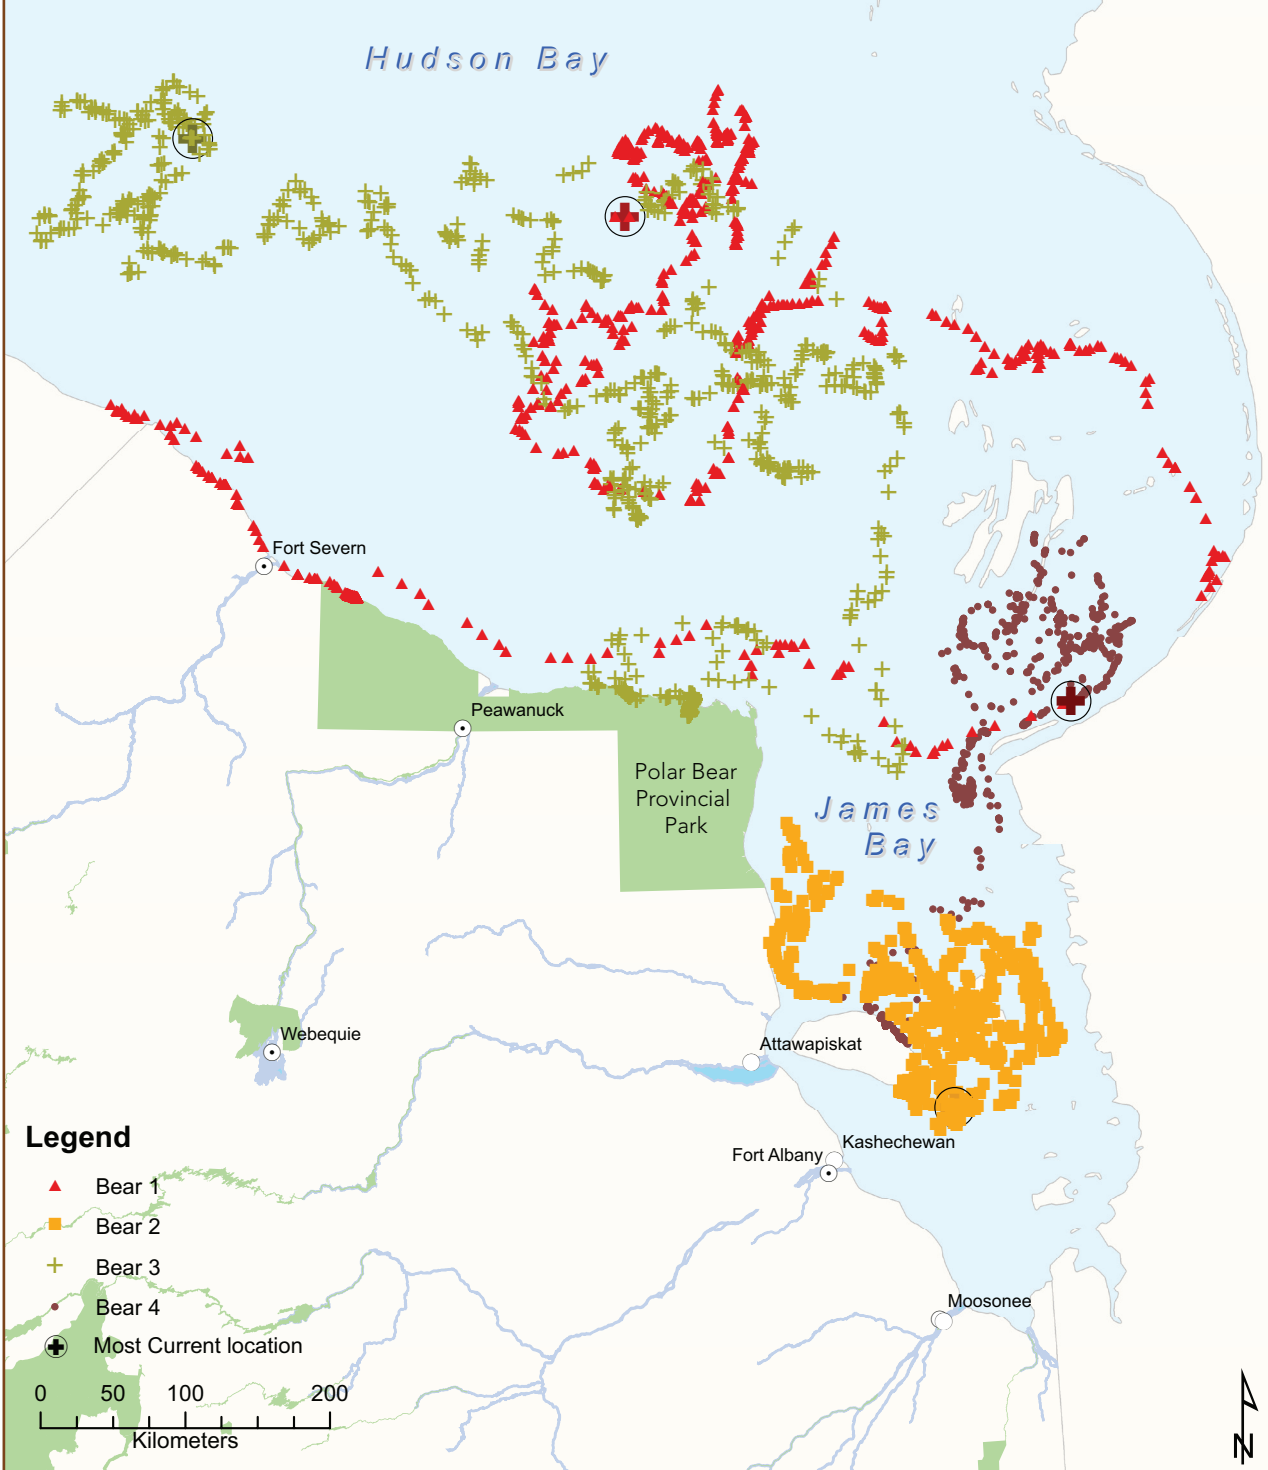 Hudson Bay
Fort Severn
Peawanuck
Polar Bear
Provincial
Park
James
Bay
Webequie
Attawapiskat
Kashechewan
Fort Albany
Moosonee
Legend
Bear 1
Bear 2
Bear 3
Bear 4
Most Current location
0 50 100 200
Kilometers
N